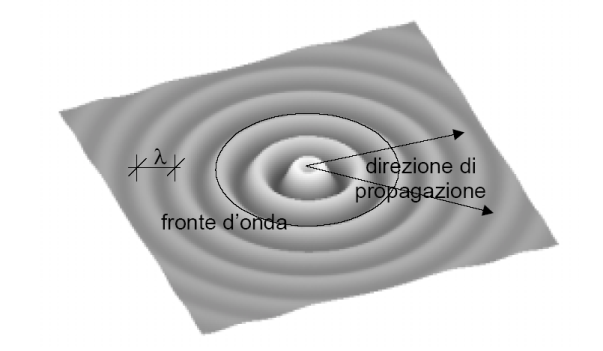 λ
direzione di
propagazione
fronte d'onda